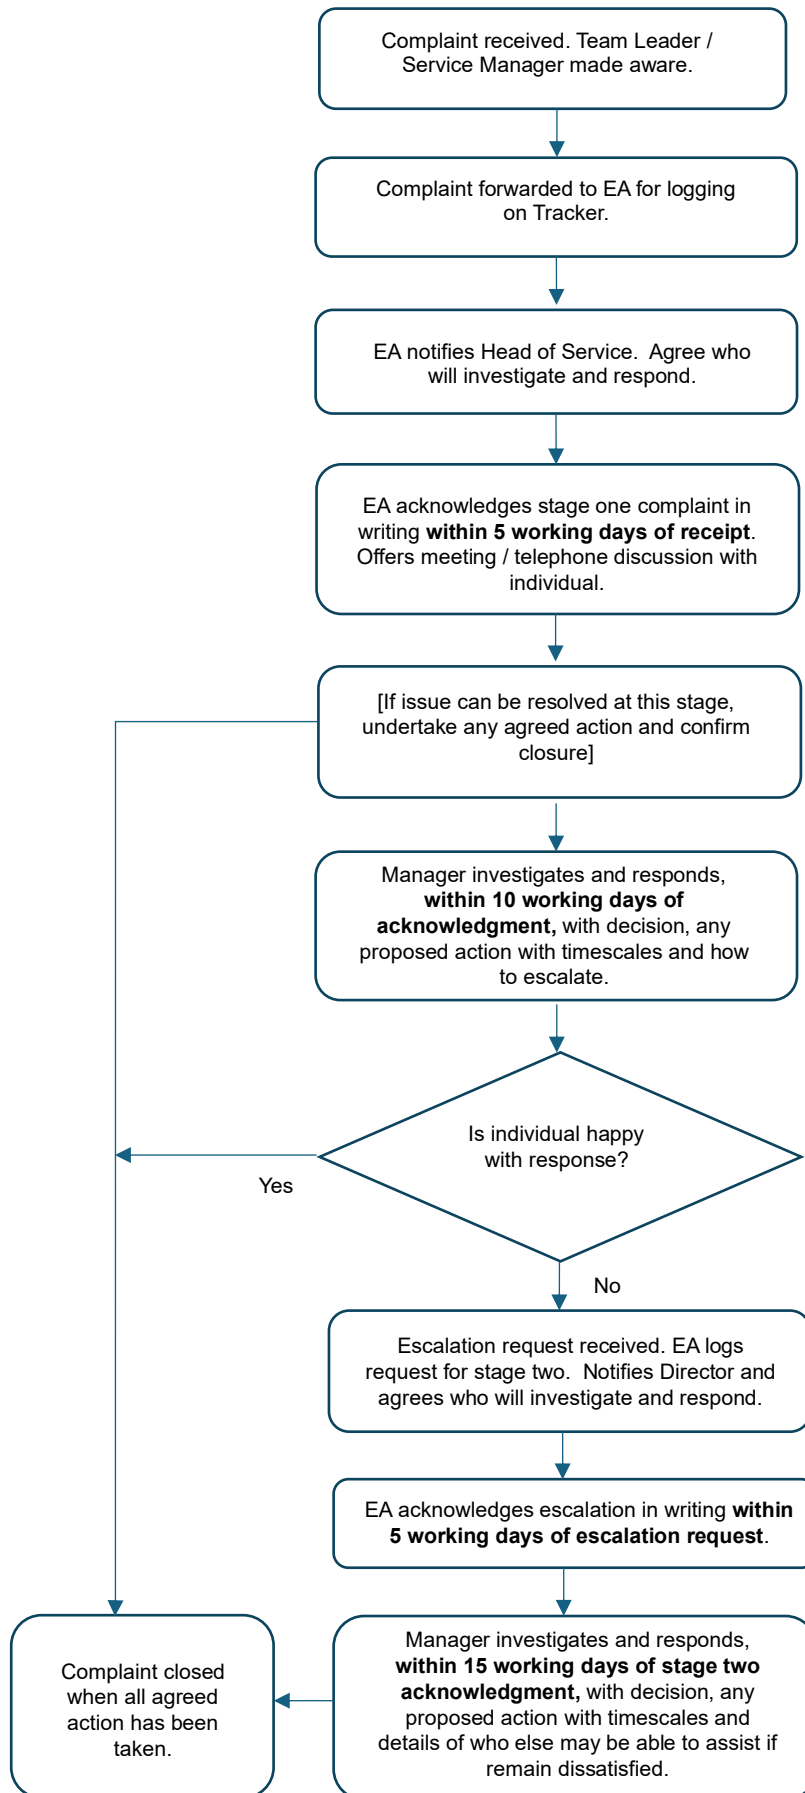 Complaint received. Team Leader /
Service Manager made aware.
Complaint forwarded to EA for logging
on Tracker.
EA notifies Head of Service.  Agree who
will investigate and respond.
EA acknowledges stage one complaint in
writing within 5 working days of receipt.
Offers meeting / telephone discussion with
individual.
[If issue can be resolved at this stage,
undertake any agreed action and confirm
closure]
Manager investigates and responds,
within 10 working days of
acknowledgment, with decision, any
proposed action with timescales and how
to escalate.
Is individual happy
with response?
Yes
No
Escalation request received. EA logs
request for stage two.  Notifies Director and
agrees who will investigate and respond.
EA acknowledges escalation in writing within
5 working days of escalation request.
Manager investigates and responds,
within 15 working days of stage two
acknowledgment, with decision, any
proposed action with timescales and
details of who else may be able to assist if
remain dissatisfied.
Complaint closed
when all agreed
action has been
taken.